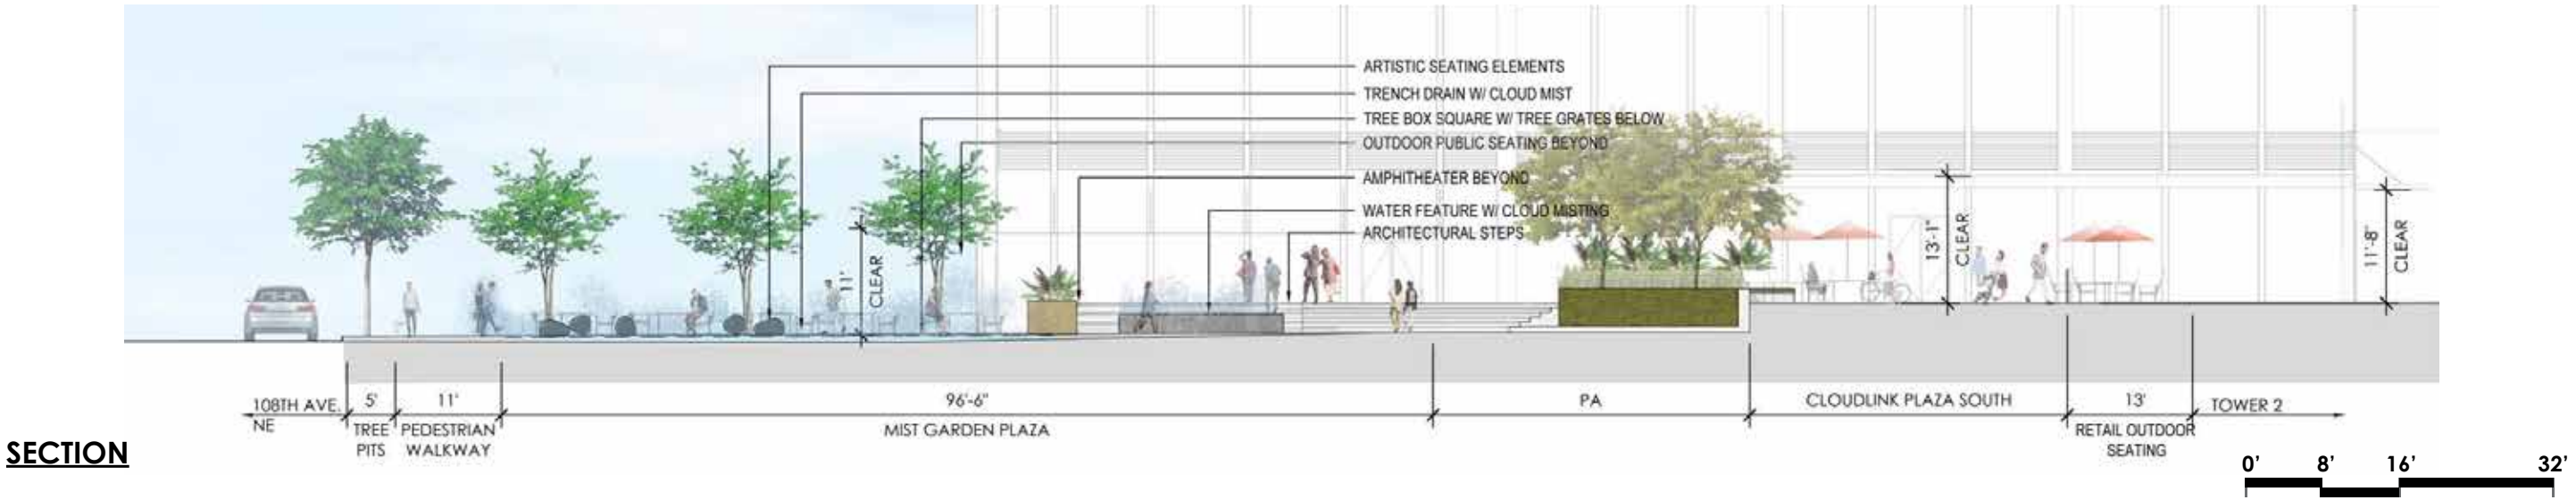 ARTISTIC SEATING ELEMENTS
TRENCH DRAIN W/ CLOUD MIST
TREE BOX SQUARE W/ TREE GRATES BELOW
OUTDOOR PUBLIC SEATING BEYOND
AMPHITHEATER BEYOND
WATER FEATURE W/ CLOUD MISTING
ARCHITECTURAL STEPS
11'
CLEAR
13'-1"
CLEAR
11'-8"
CLEAR
108TH AVE.
NE
5'
TREE
PITS
11'
PEDESTRIAN
WALKWAY
96'-6"
MIST GARDEN PLAZA
PA
CLOUDLINK PLAZA SOUTH
13'
RETAIL OUTDOOR
SEATING
TOWER 2
SECTION
0' 8' 16' 32'